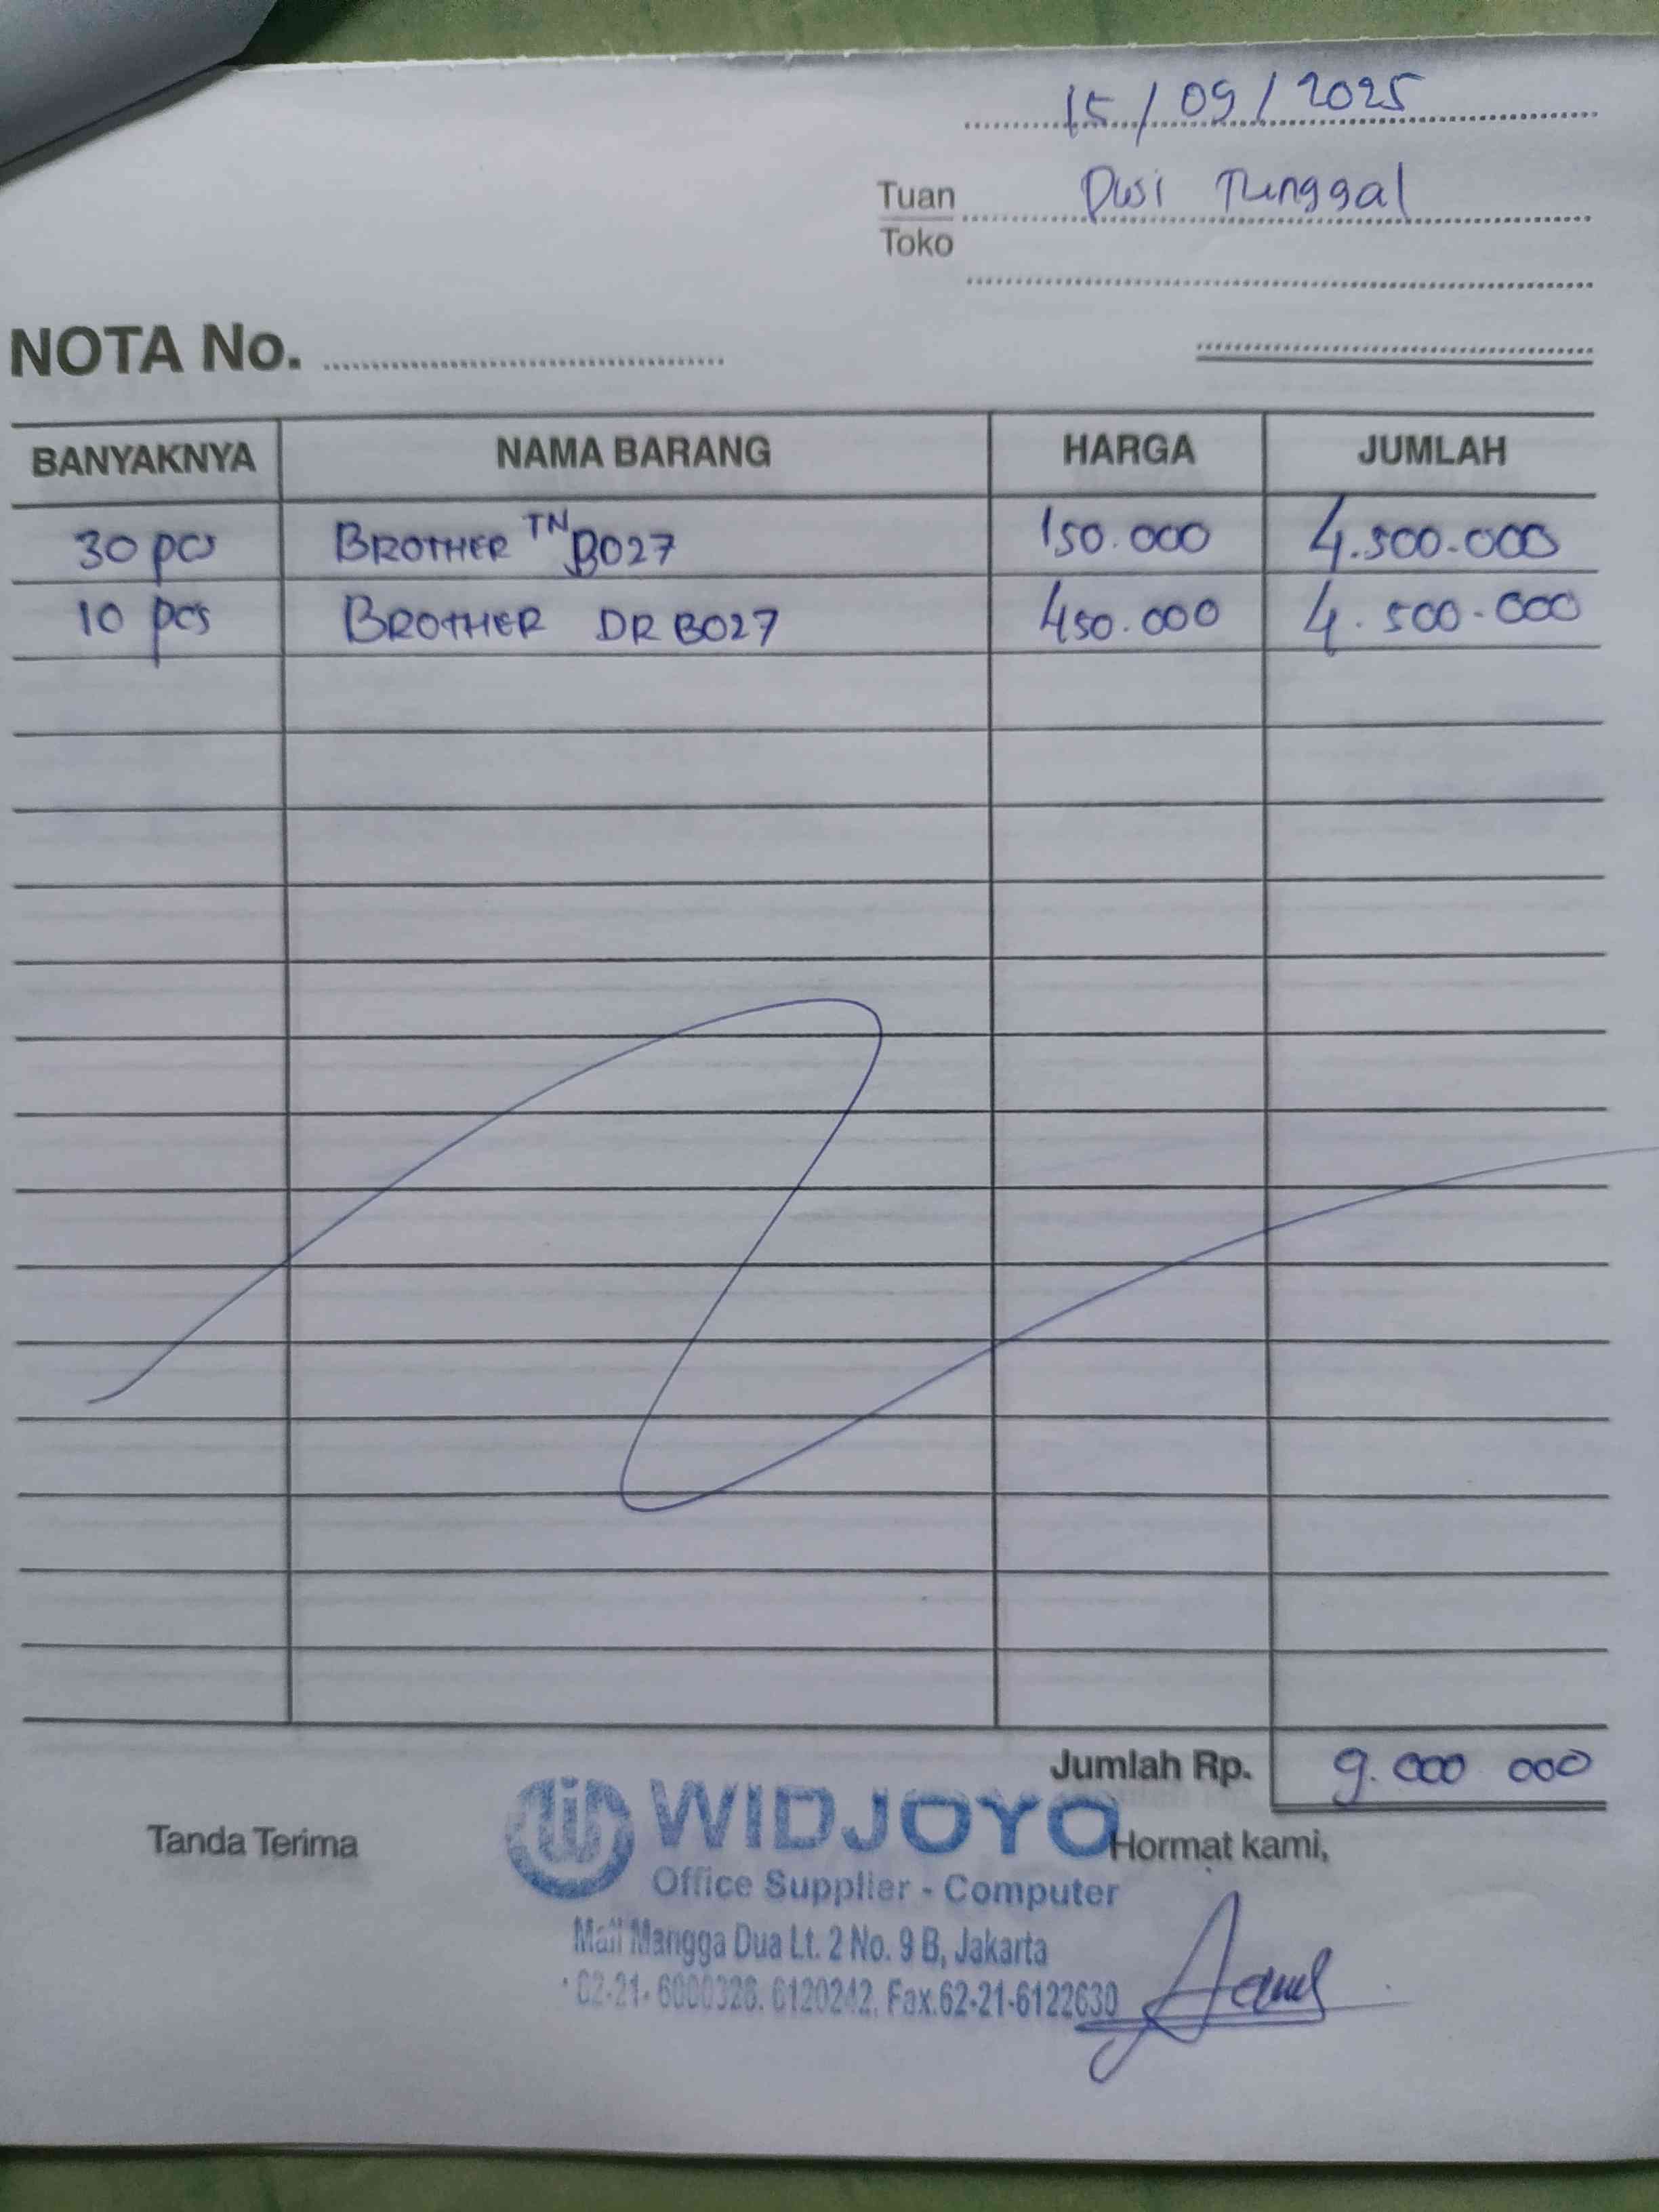 15/09/2025
Tuan Dwi Tunggal
Toko
NOTA No.
BANYAKNYA NAMA BARANG HARGA JUMLAH
30 pcs BROTHER TN B027 150.000 4.500.000
10 pcs BROTHER DR B027 450.000 4.500.000
Jumlah Rp. 9.000 000
WIDJOYO
Tanda Terima Hormat kami,
Office Supplier - Computer
Mall Mangga Dua Lt. 2 No. 9 B, Jakarta
62-21- 6120242, Fax.62-21-6122630